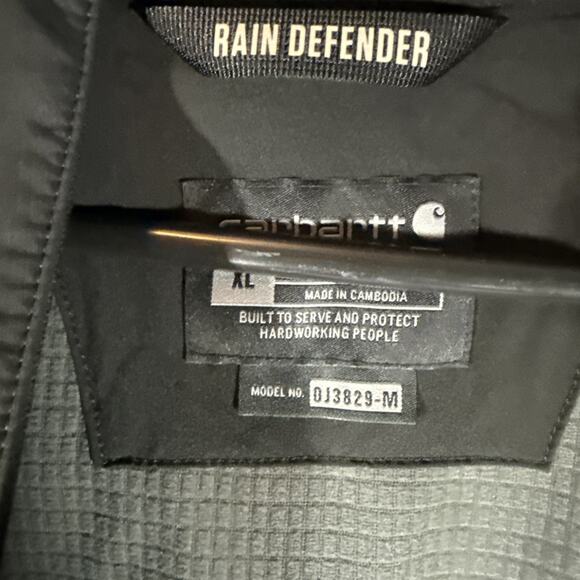 RAIN DEFENDER
carhartt
XL
MADE IN CAMBODIA
BUILT TO SERVE AND PROTECT
HARDWORKING PEOPLE
MODEL NO. OJ3829-M